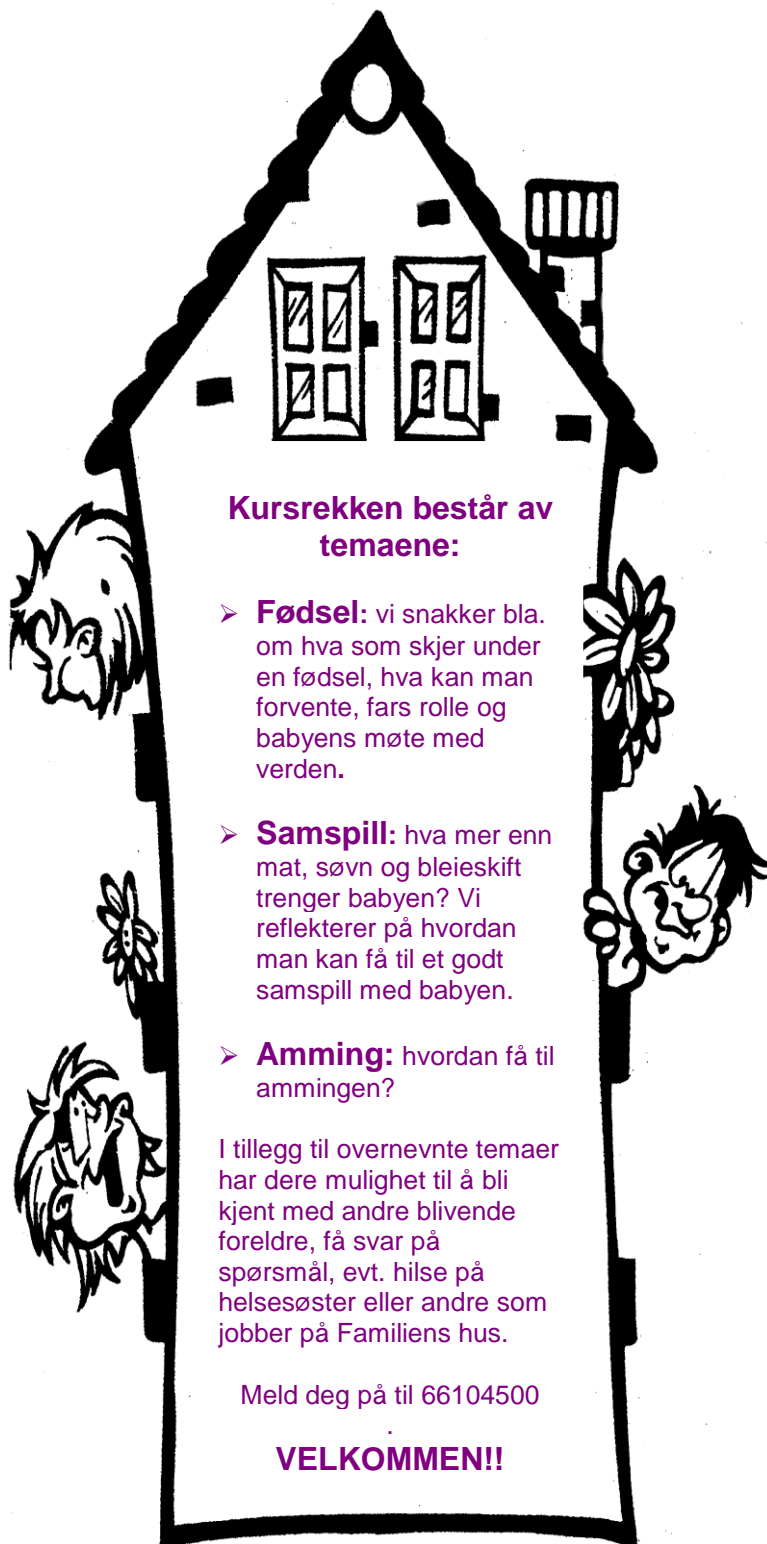 Kursrekken består av
temaene:
➢ Fødsel: vi snakker bla.
om hva som skjer under
en fødsel, hva kan man
forvente, fars rolle og
babyens møte med
verden.
➢ Samspill: hva mer enn
mat, søvn og bleieskift
trenger babyen? Vi
reflekterer på hvordan
man kan få til et godt
samspill med babyen.
➢ Amming: hvordan få til
ammingen?
I tillegg til overnevnte temaer
har dere mulighet til å bli
kjent med andre blivende
foreldre, få svar på
spørsmål, evt. hilse på
helsesøster eller andre som
jobber på Familiens hus.
Meld deg på til 66104500
.
VELKOMMEN!!